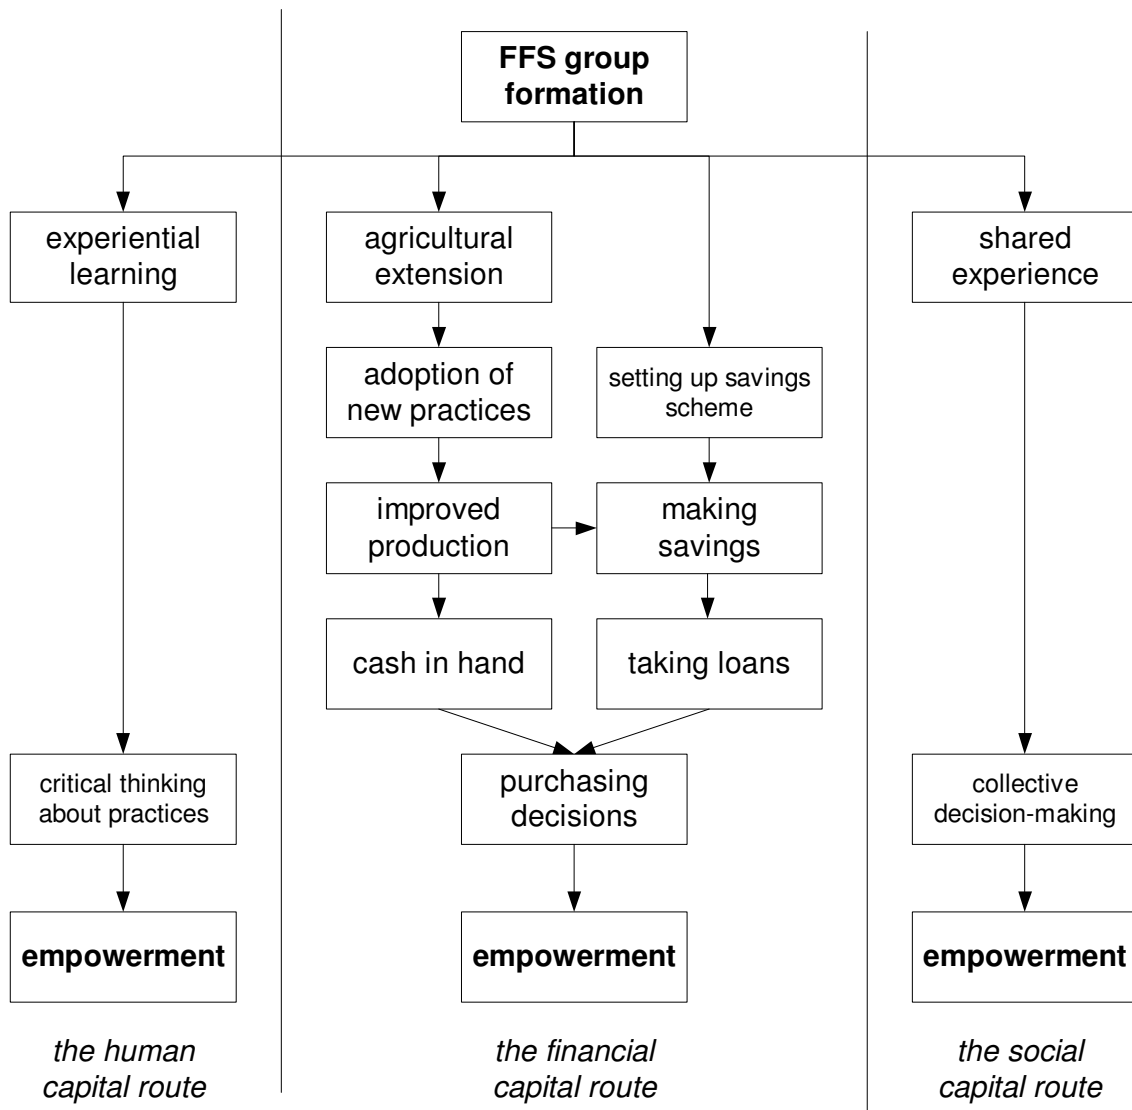 FFS group
formation
experiential
learning
agricultural
extension
shared
experience
adoption of
new practices
setting up savings
scheme
improved
production
making
savings
cash in hand
taking loans
critical thinking
about practices
purchasing
decisions
collective
decision-making
empowerment
empowerment
empowerment
the human
capital route
the financial
capital route
the social
capital route